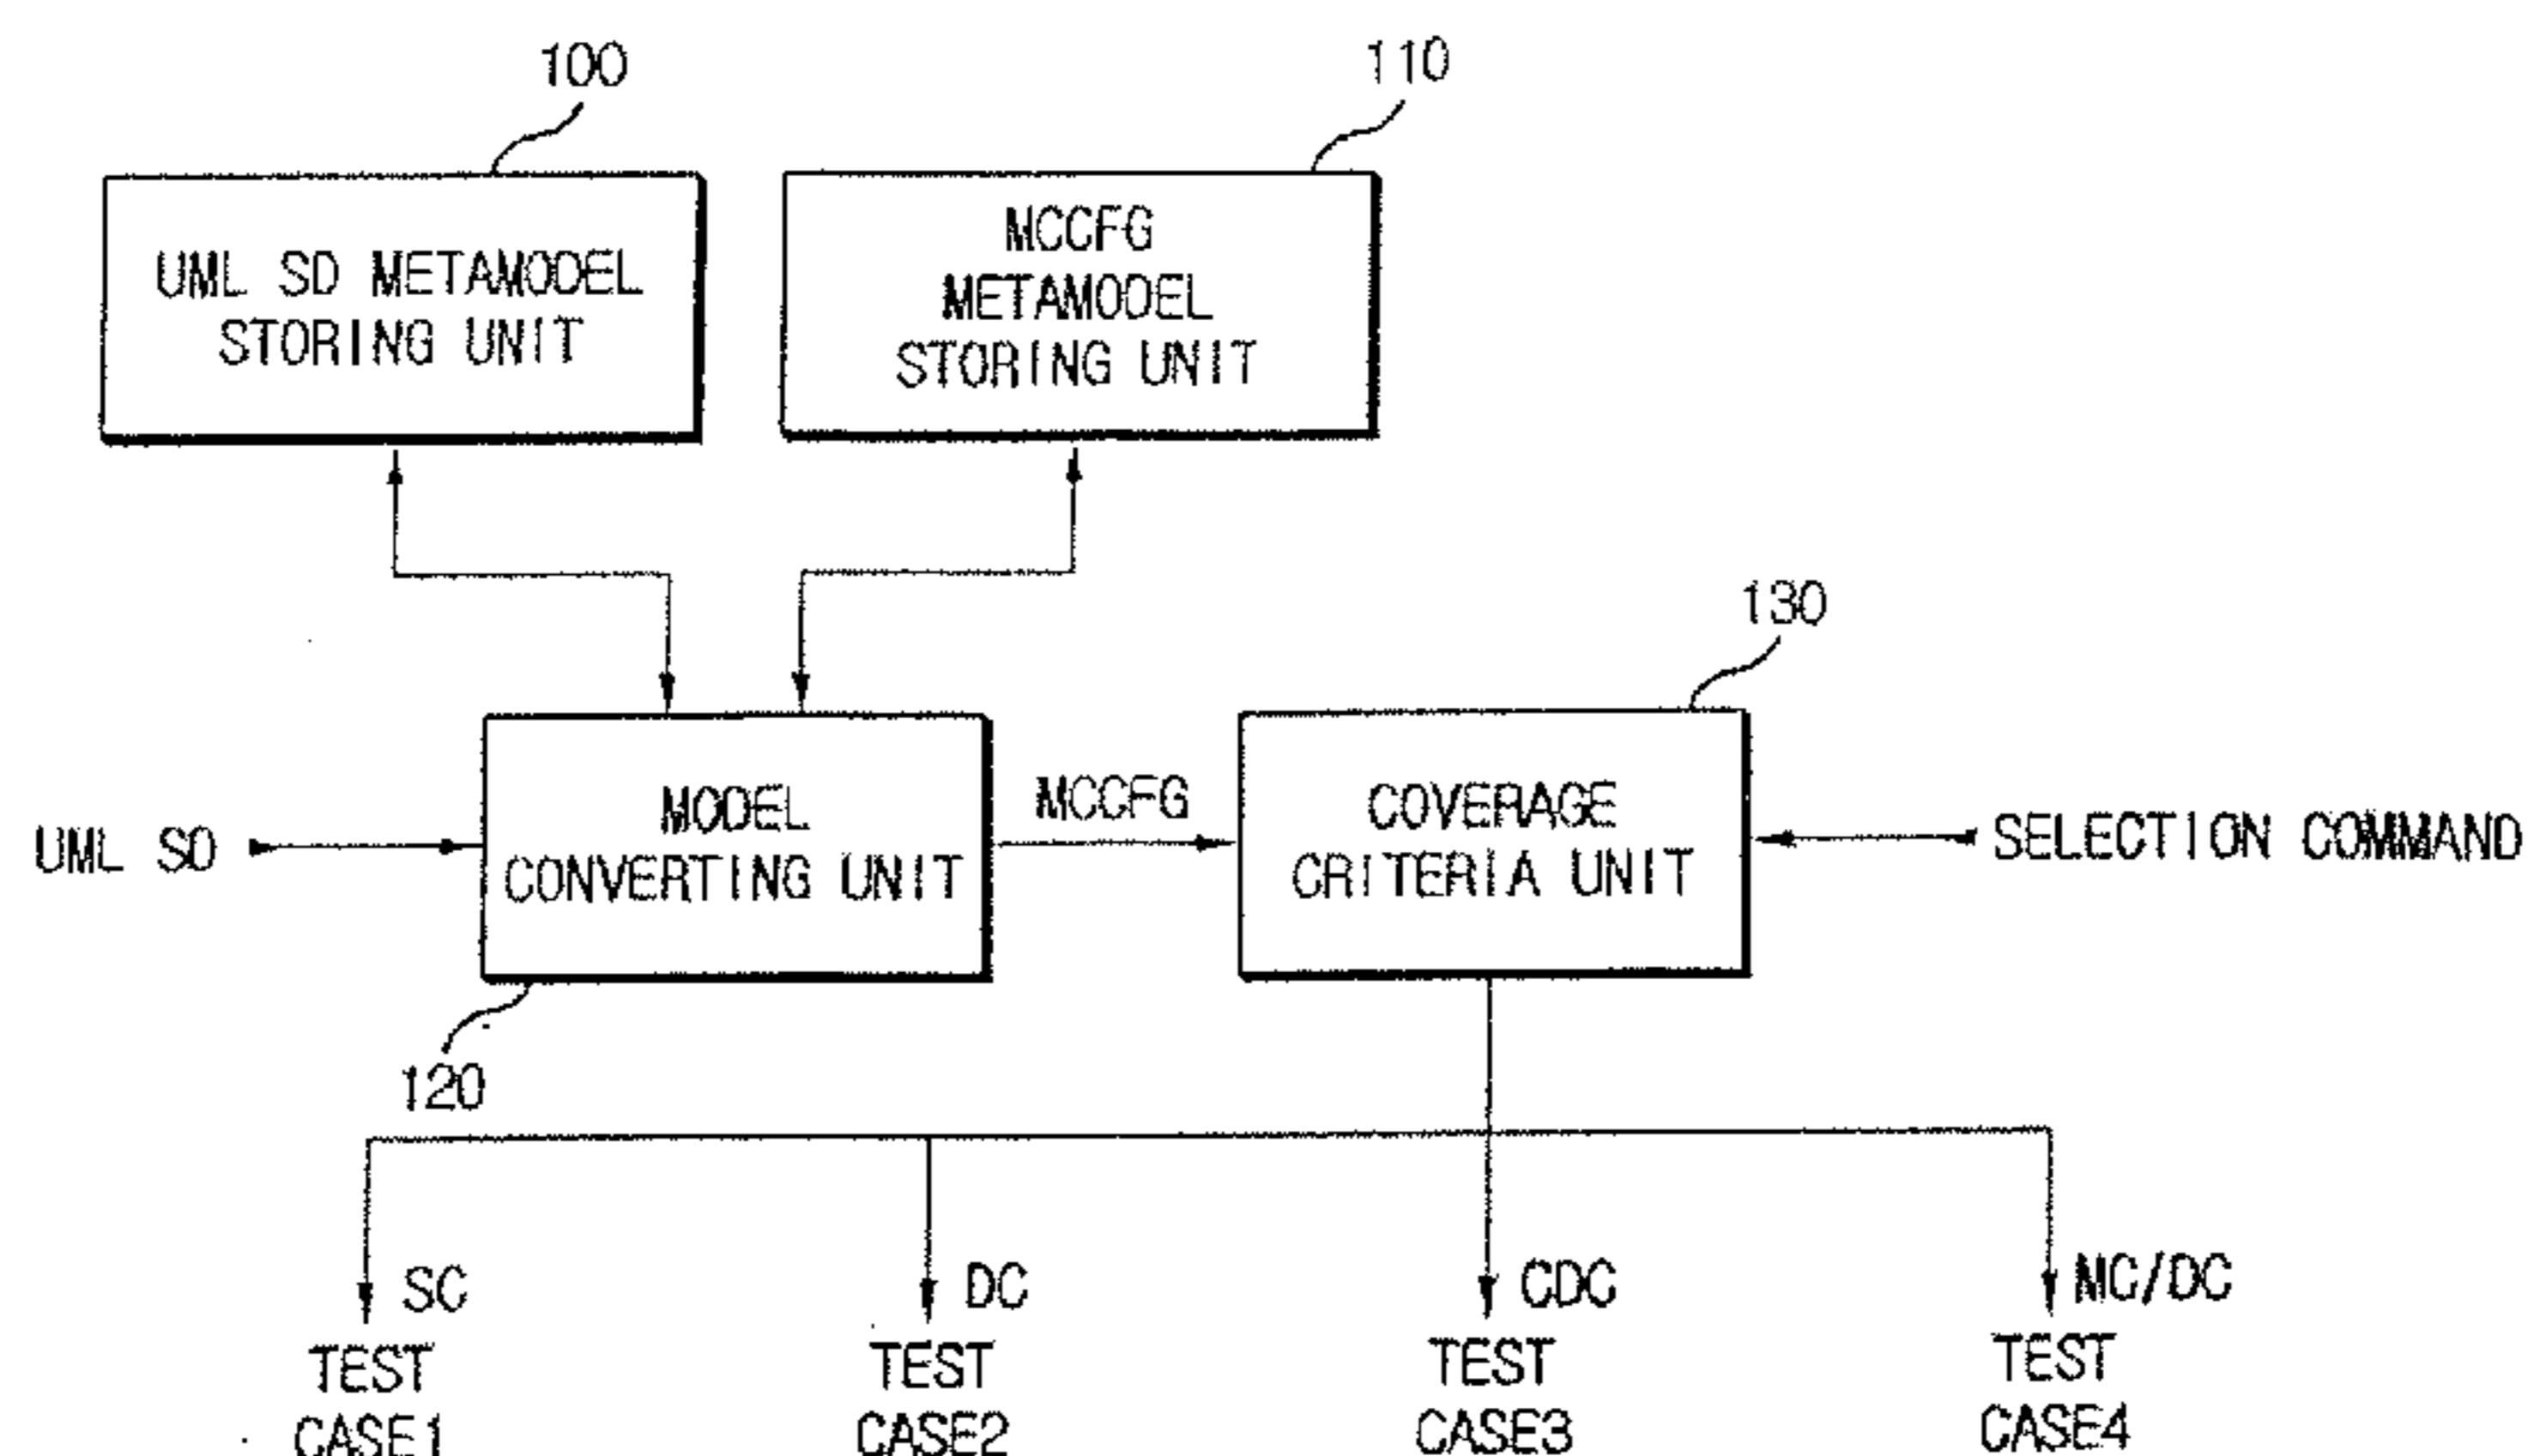 100
110
UML SD METAMODEL
STORING UNIT
MCCFG
METAMODEL
STORING UNIT
130
UML SD
MODEL
CONVERTING UNIT
MCCFG
COVERAGE
CRITERIA UNIT
SELECTION COMMAND
120
SC
DC
CDC
MC/DC
TEST
CASE1
TEST
CASE2
TEST
CASE3
TEST
CASE4